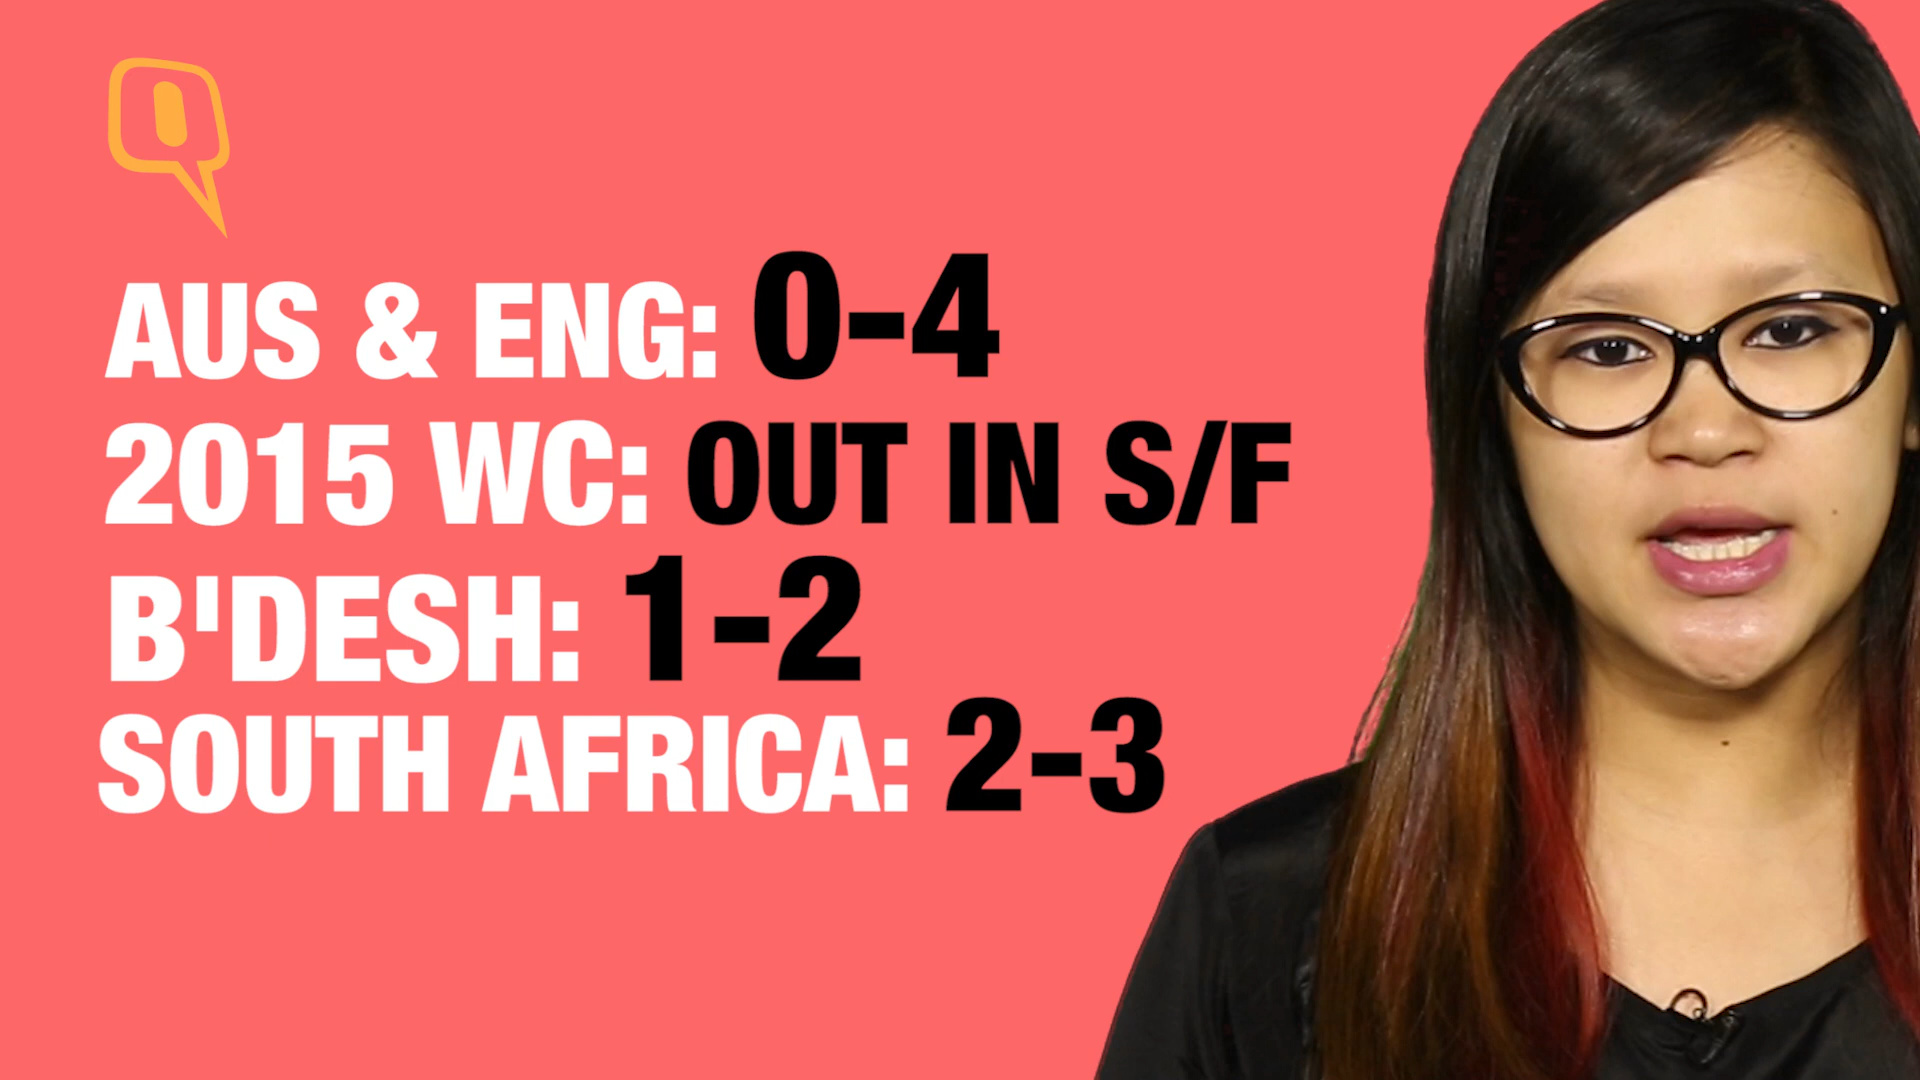 AUS & ENG: 0-4
2015 WC: OUT IN S/F
B'DESH: 1-2
SOUTH AFRICA: 2-3